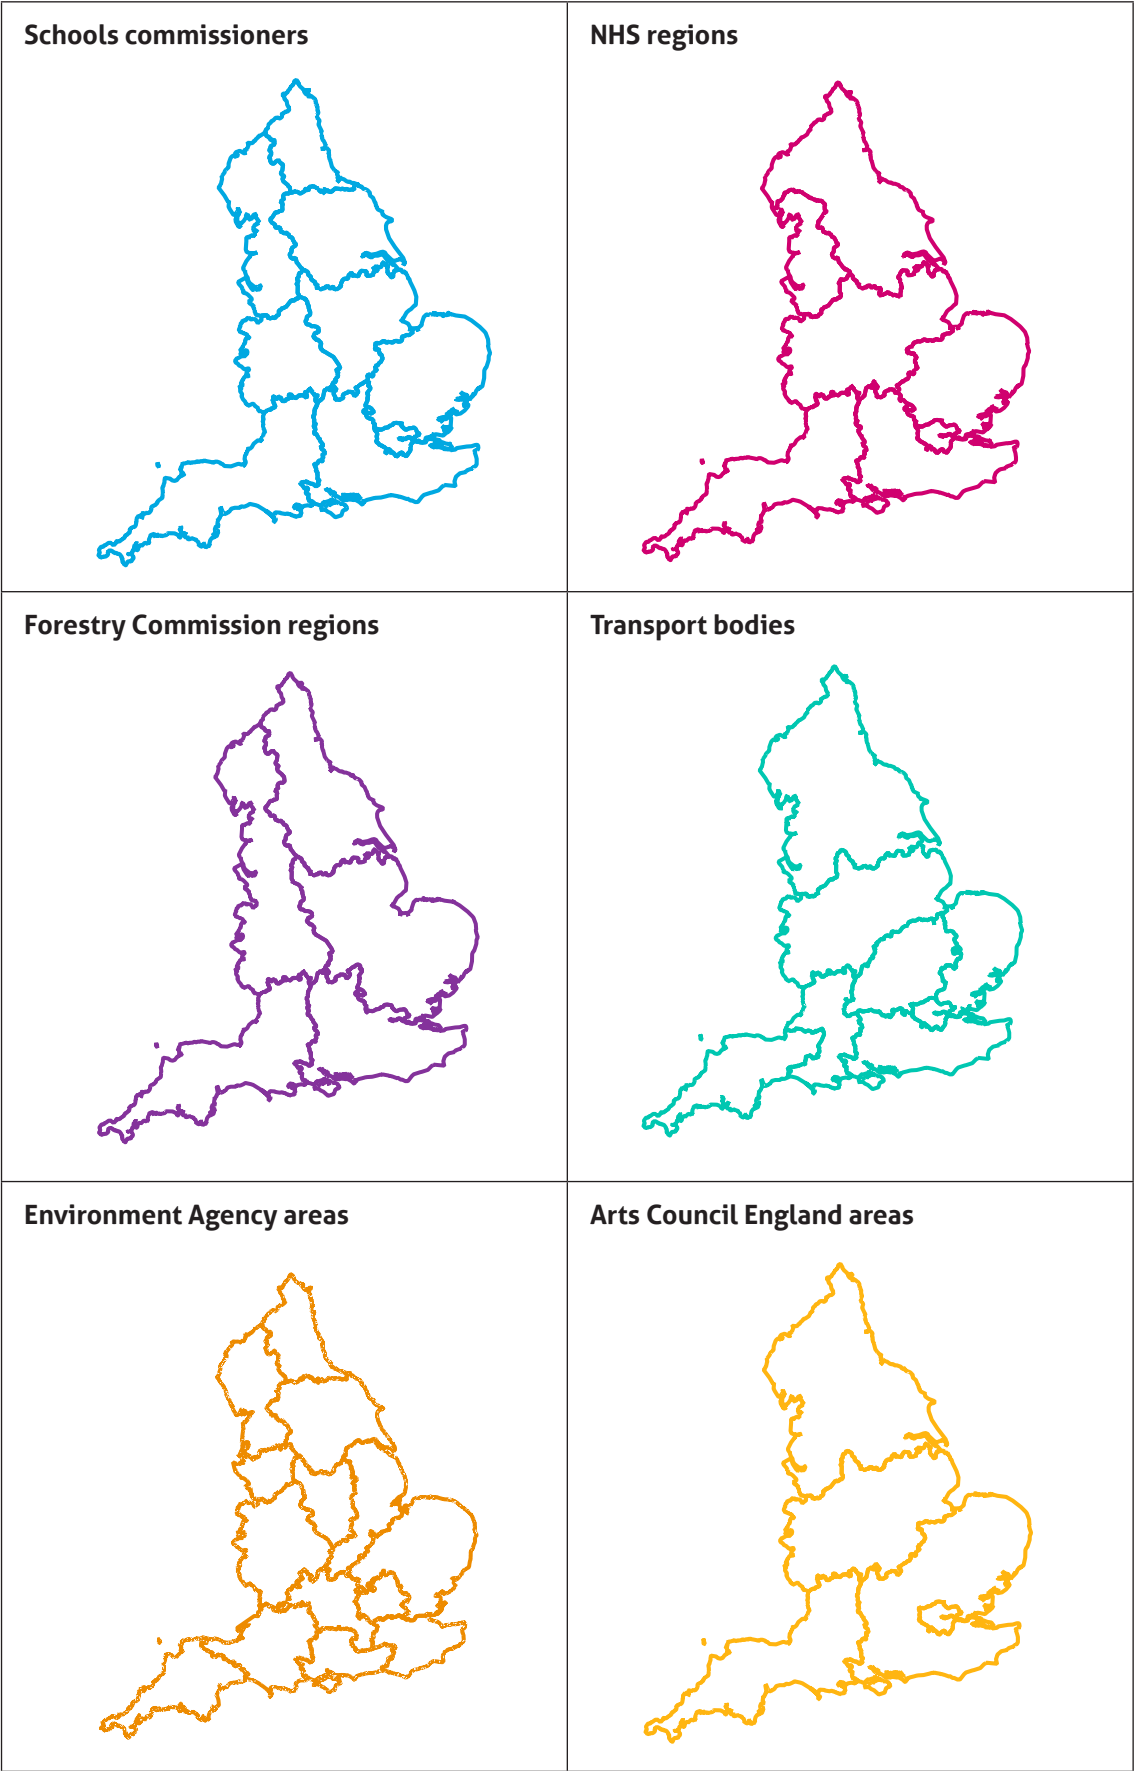 Schools commissioners
NHS regions
Forestry Commission regions
Transport bodies
Environment Agency areas
Arts Council England areas